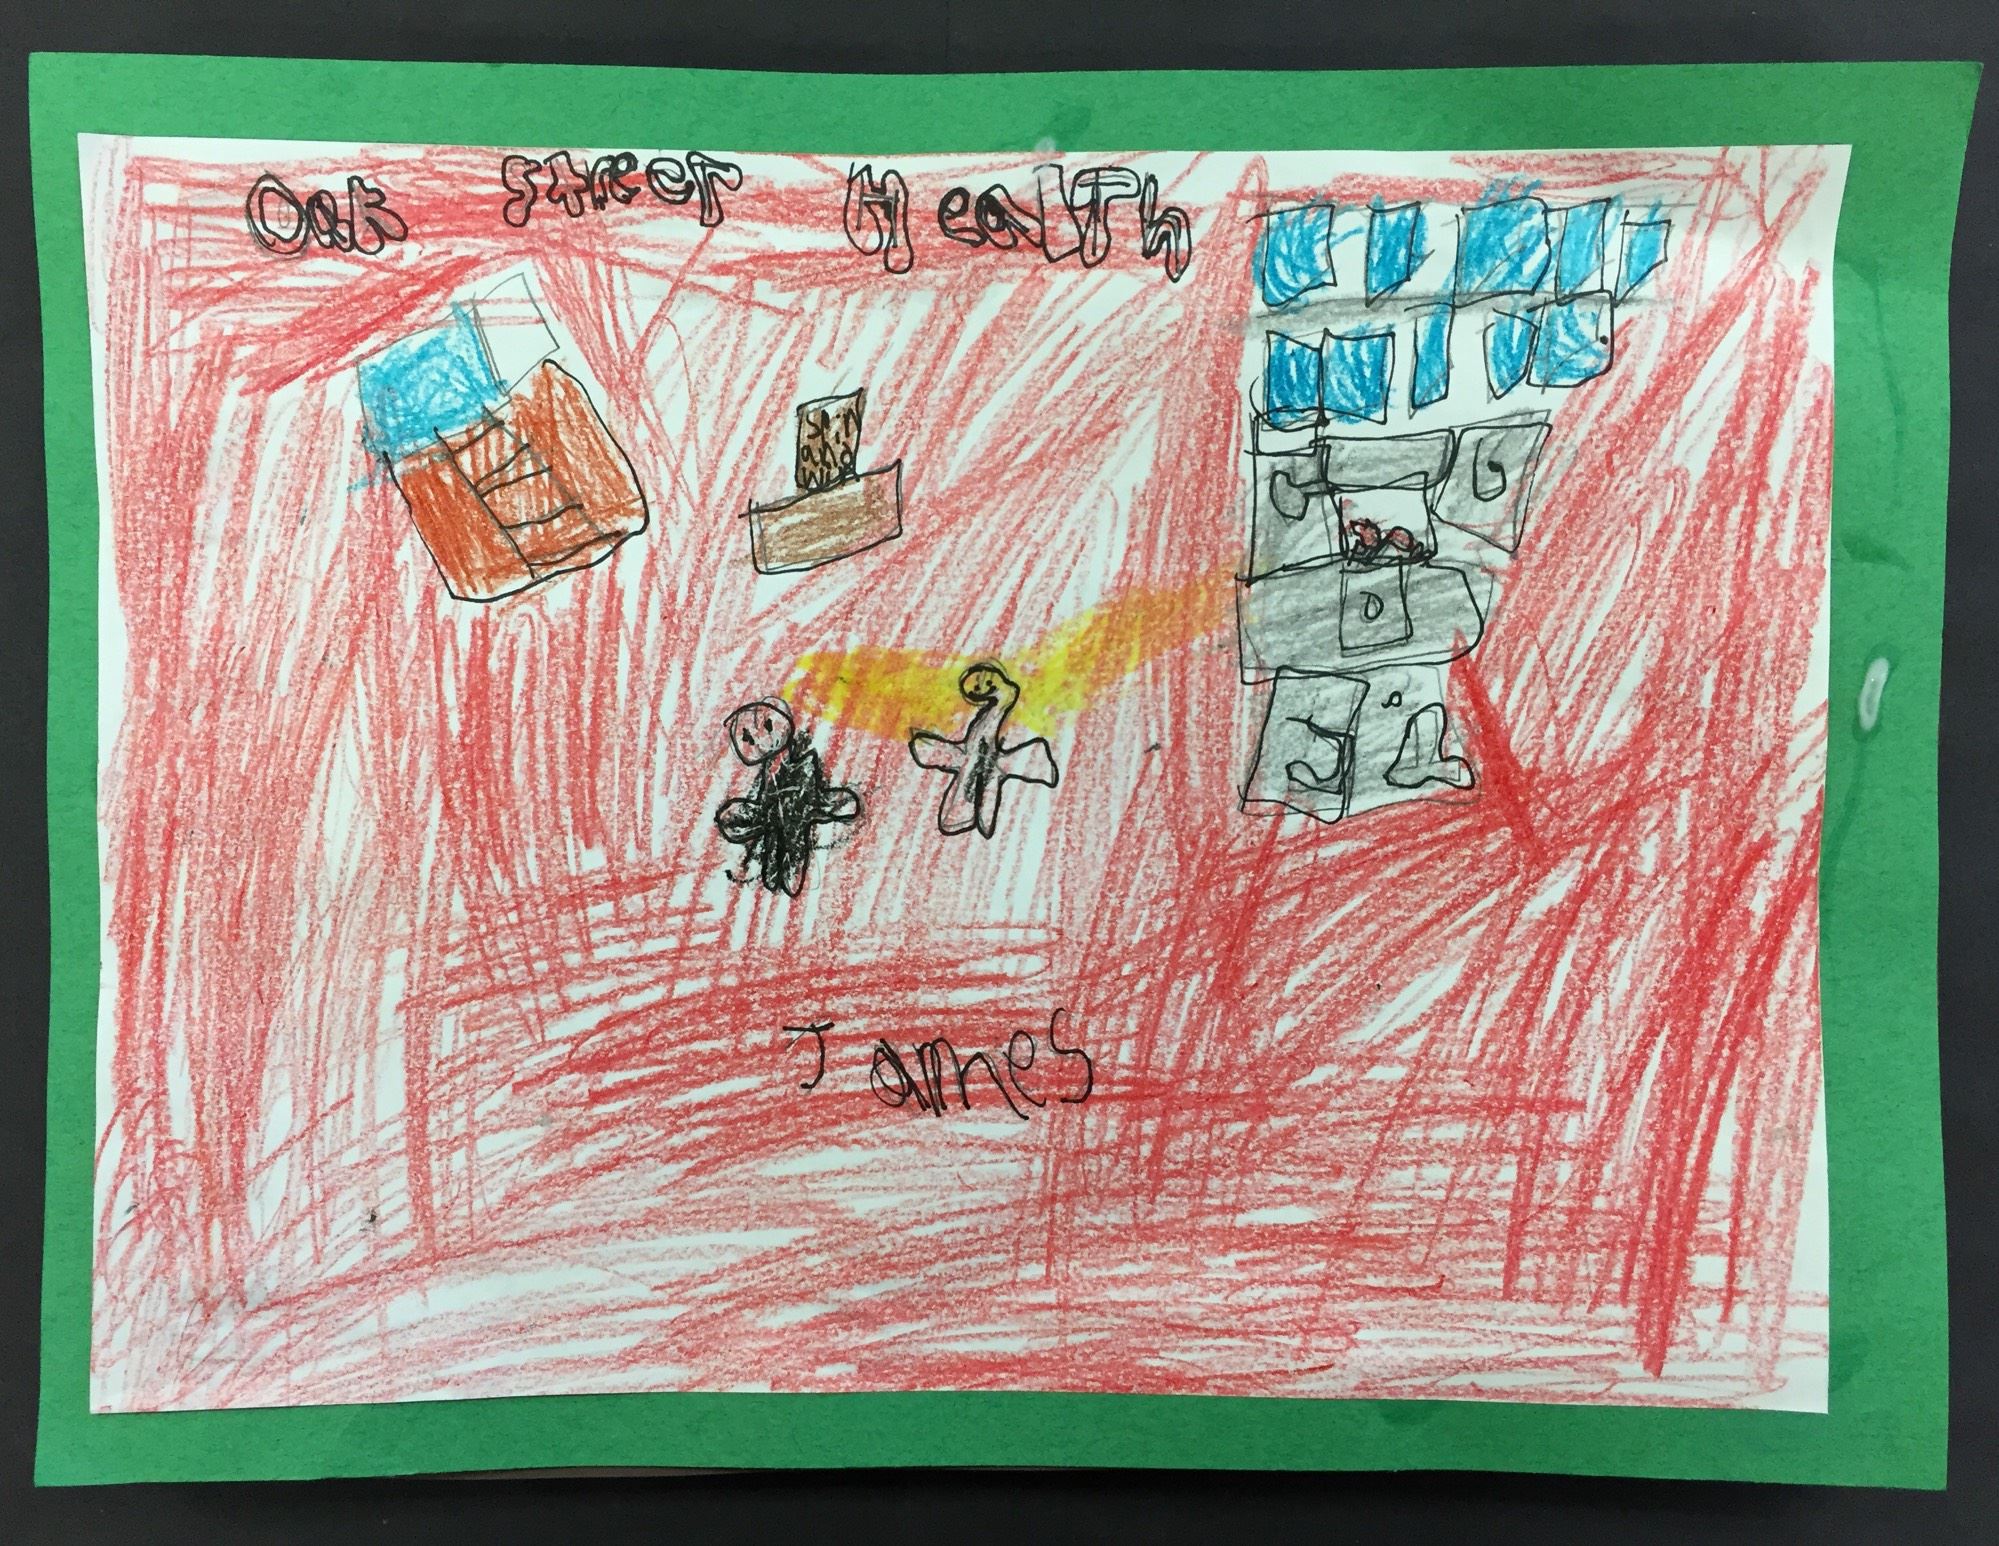 Oak Street Health
Spin
and
Win
James